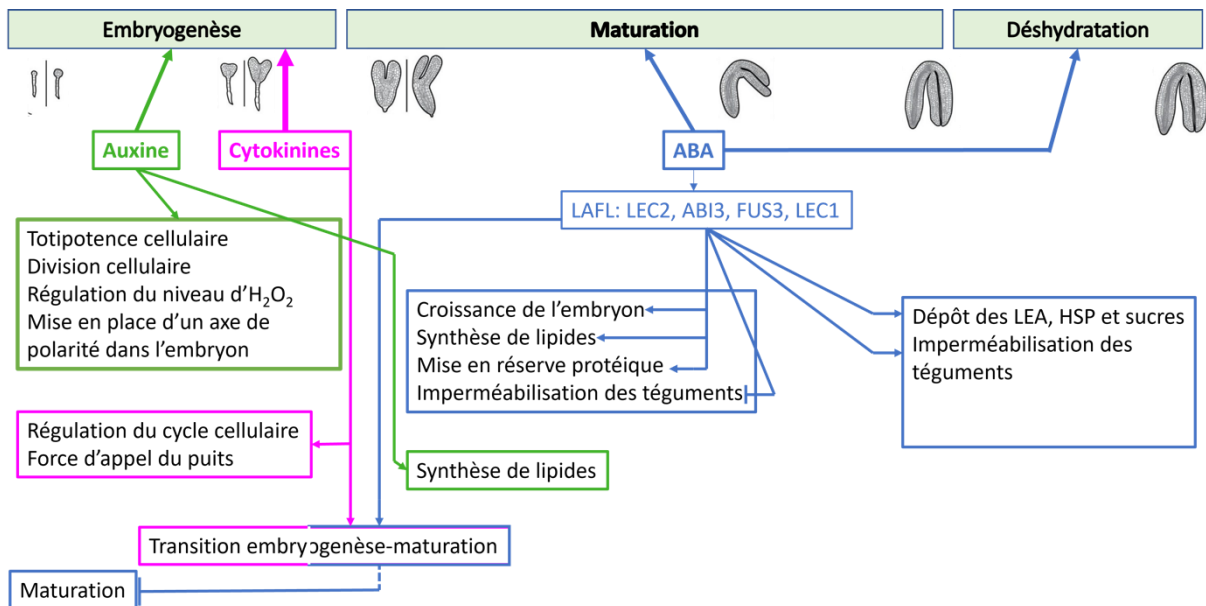 Embryogenèse
Maturation
Déshydratation
Auxine
Cytokinines
ABA
LAFL: LEC2, ABI3, FUS3, LEC1
Totipotence cellulaire
Division cellulaire
Régulation du niveau d’H₂O₂
Mise en place d’un axe de
polarité dans l’embryon
Croissance de l’embryon
Synthèse de lipides
Mise en réserve protéique
Imperméabilisation des téguments
Dépôt des LEA, HSP et sucres
Imperméabilisation des
téguments
Régulation du cycle cellulaire
Force d’appel du puits
Synthèse de lipides
Transition embryogenèse-maturation
Maturation